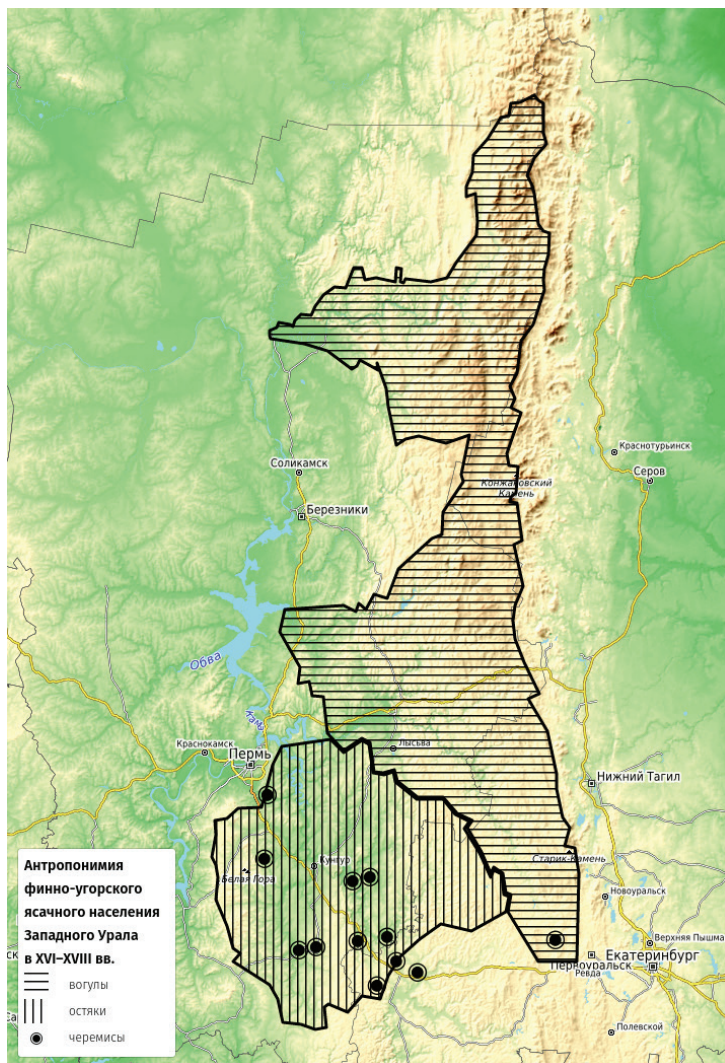 Краснотурьинск
Серов
Конжаковский
Камень
Соликамск
Березники
Обва
Кама
Лысьва
Краснокамск
Пермь
Нижний Тагил
Старик-Камень
Кунгур
Белая Гора
Новоуральск
Верхняя Пышма
Екатеринбург
Первоуральск
Ревда
Полевской
Антропонимия
финно-угорского
ясачного населения
Западного Урала
в XVI–XVIII вв.
вогулы
остяки
черемисы